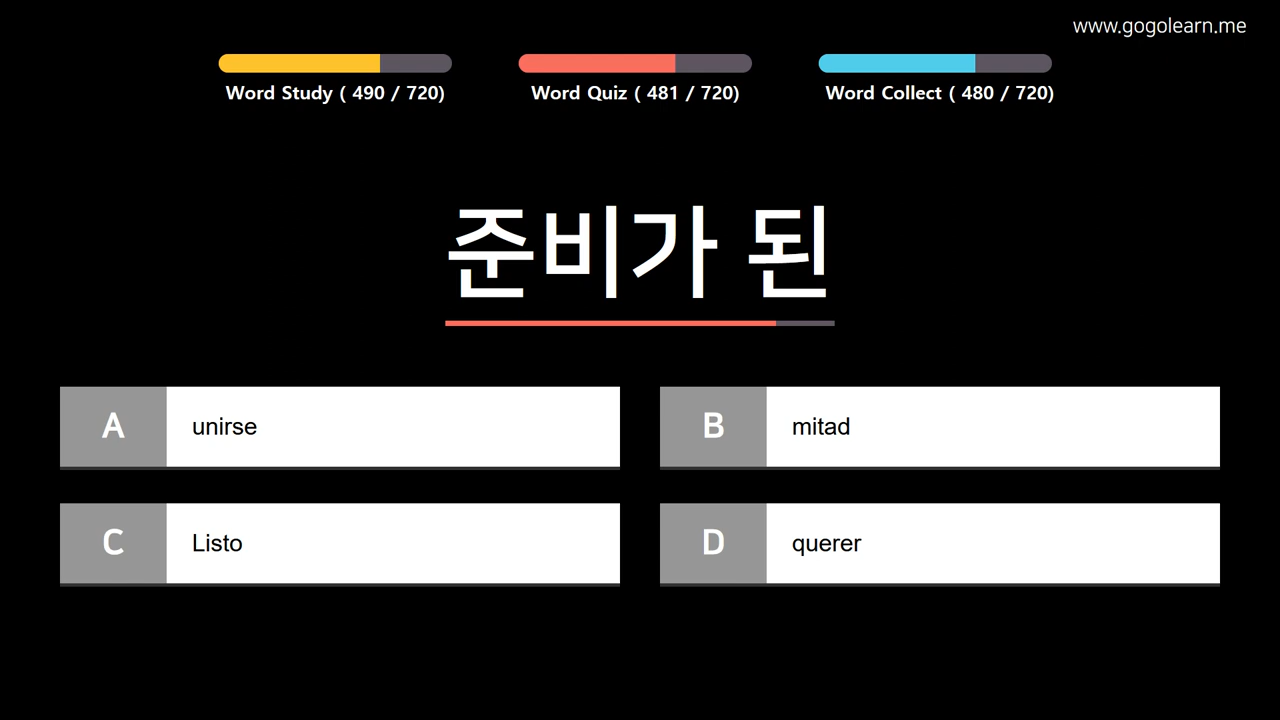 www.gogolearn.me
Word Study ( 490 / 720)
Word Quiz ( 481 / 720)
Word Collect ( 480 / 720)
준비가 된
A unirse
B mitad
C Listo
D querer